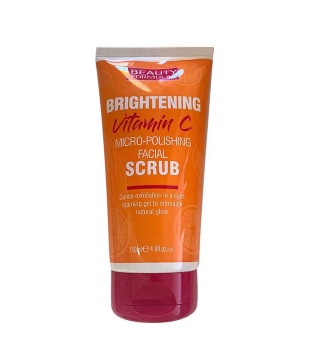 BEAUTY
FORMULAS
BRIGHTENING
Vitamin C
MICRO-POLISHING
FACIAL
SCRUB
Gentle exfoliation in a light,
foaming gel to stimulate
natural glow
150ml℮4.91 oz